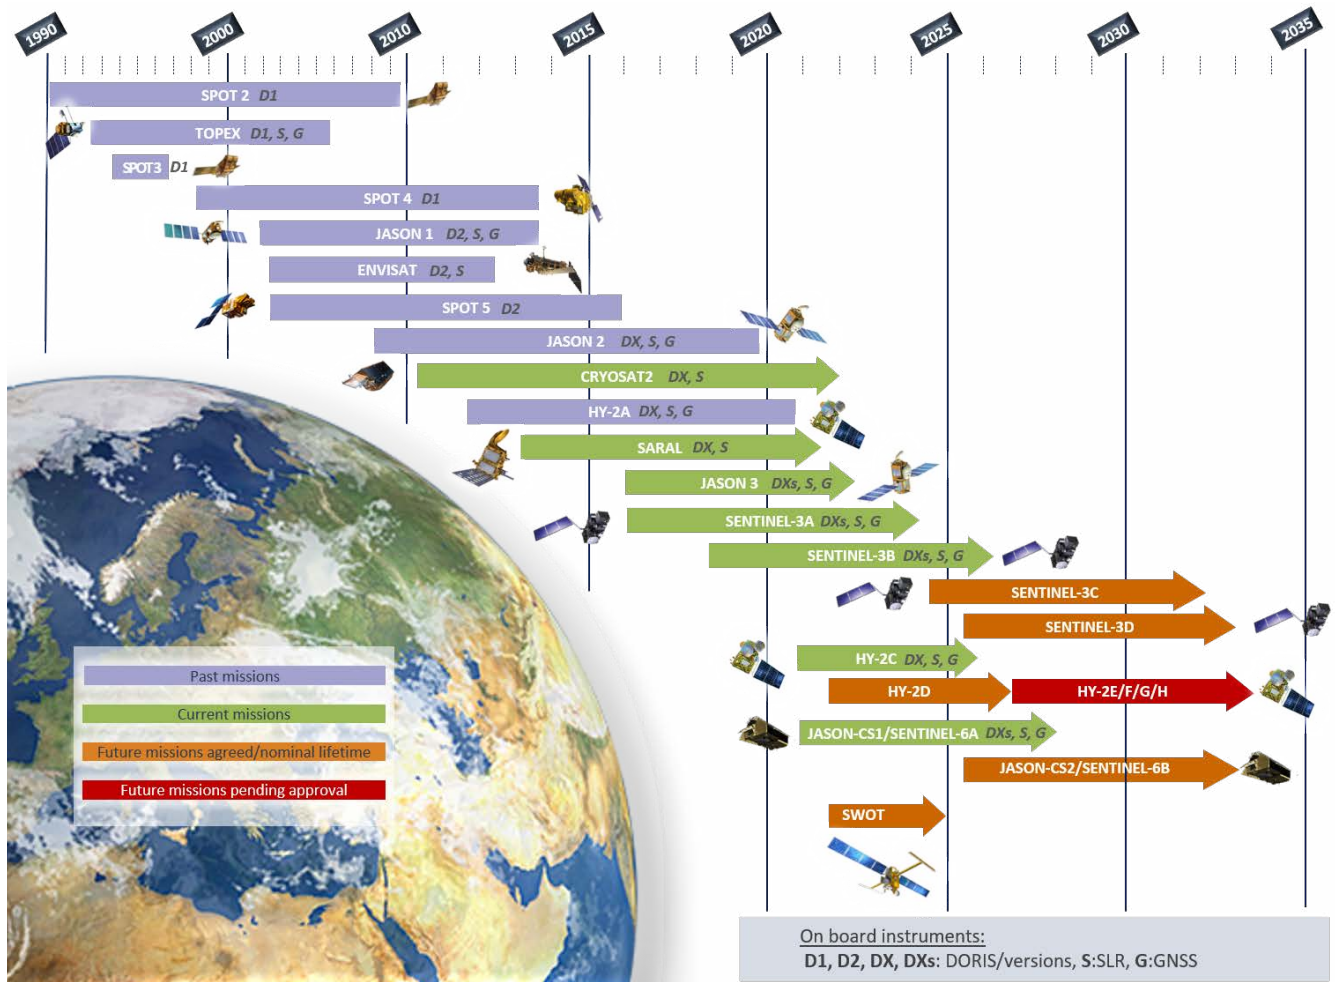 1990 2000 2010 2015 2020 2025 2030 2035
SPOT 2 D1
TOPEX D1, S, G
SPOT3 D1
SPOT 4 D1
JASON 1 D2, S, G
ENVISAT D2, S
SPOT 5 D2
JASON 2 DX, S, G
CRYOSAT2 DX, S
HY-2A DX, S, G
SARAL DX, S
JASON 3 DXs, S, G
SENTINEL-3A DXs, S, G
SENTINEL-3B DXs, S, G
SENTINEL-3C
SENTINEL-3D
HY-2C DX, S, G
HY-2D HY-2E/F/G/H
JASON-CS1/SENTINEL-6A DXs, S, G
JASON-CS2/SENTINEL-6B
SWOT
Past missions
Current missions
Future missions agreed/nominal lifetime
Future missions pending approval
On board instruments:
D1, D2, DX, DXs: DORIS/versions, S:SLR, G:GNSS